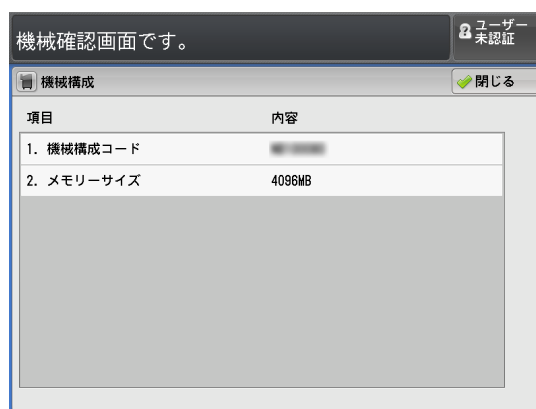 機械確認画面です。
ユーザー
未認証
機械構成
閉じる
項目 内容
1. 機械構成コード
2. メモリーサイズ 4096MB